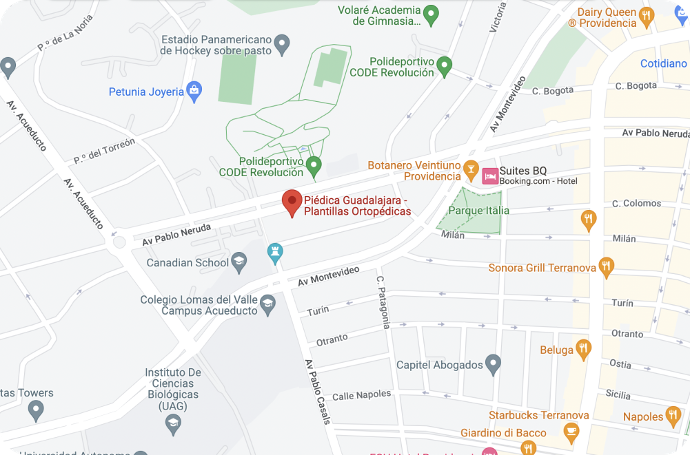 Volaré Academia
de Gimnasia...
Dairy Queen
® Providencia
P.º de La Noria
Estadio Panamericano
de Hockey sobre pasto
Victoria
Polideportivo
CODE Revolución
Cotidiano
Petunia Joyeria
C. Bogota
C. Bogota
Av. Acueducto
Av Montevideo
Av Pablo Neruda
P.º del Torreón
Polideportivo
CODE Revolución
Botanero Veintiuno
Providencia
Suites BQ
Booking.com - Hotel
Av. Acueducto
Piédica Guadalajara -
Plantillas Ortopédicas
Parque Italia
C. Colomos
Av Pablo Neruda
Milán
Milán
Canadian School
Sonora Grill Terranova
Av Montevideo
Colegio Lomas del Valle
Campus Acueducto
C. Patagonia
Turín
Turín
Otranto
Otranto
Beluga
Capitel Abogados
Ostia
Instituto De
Ciencias
Biológicas
(UAG)
Av Pablo Casals
Calle Napoles
Sicilia
tas Towers
Starbucks Terranova
Napoles
Giardino di Bacco